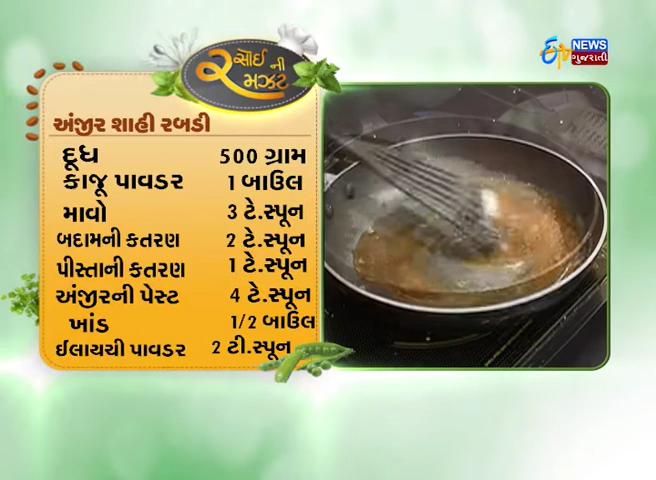 રસોઈ ની
મઝટ
ETV NEWS
ગુજરાતી
અંજીર શાહી રબડી
દૂધ 500 ગ્રામ
કાજૂ પાવડર 1 બાઉલ
માવો 3 ટે.સ્પૂન
બદામની કતરણ 2 ટે.સ્પૂન
પીસ્તાની કતરણ 1 ટે.સ્પૂન
અંજીરની પેસ્ટ 4 ટે.સ્પૂન
ખાંડ 1/2 બાઉલ
ઈલાયચી પાવડર 2 ટી.સ્પૂન